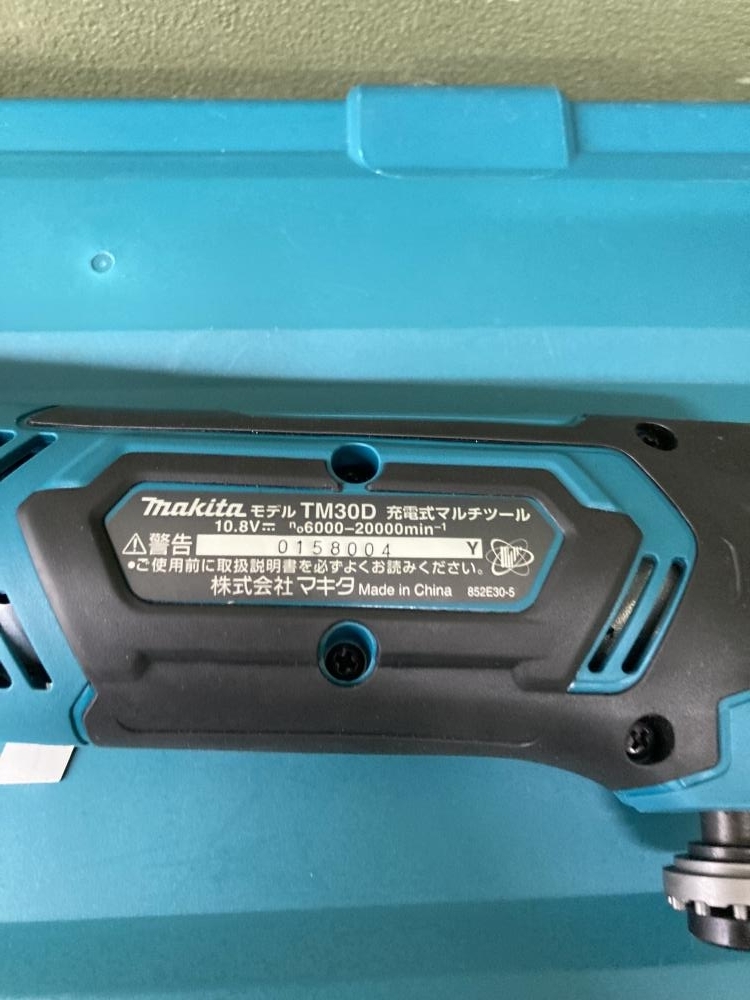 makita モデル TM30D 充電式マルチツール
10.8V⎓ n₀6000-20000min⁻¹
⚠警告 0158004 Y
•ご使用前に取扱説明書を必ずよくお読みください。
株式会社 マキタ Made in China 852E30-5